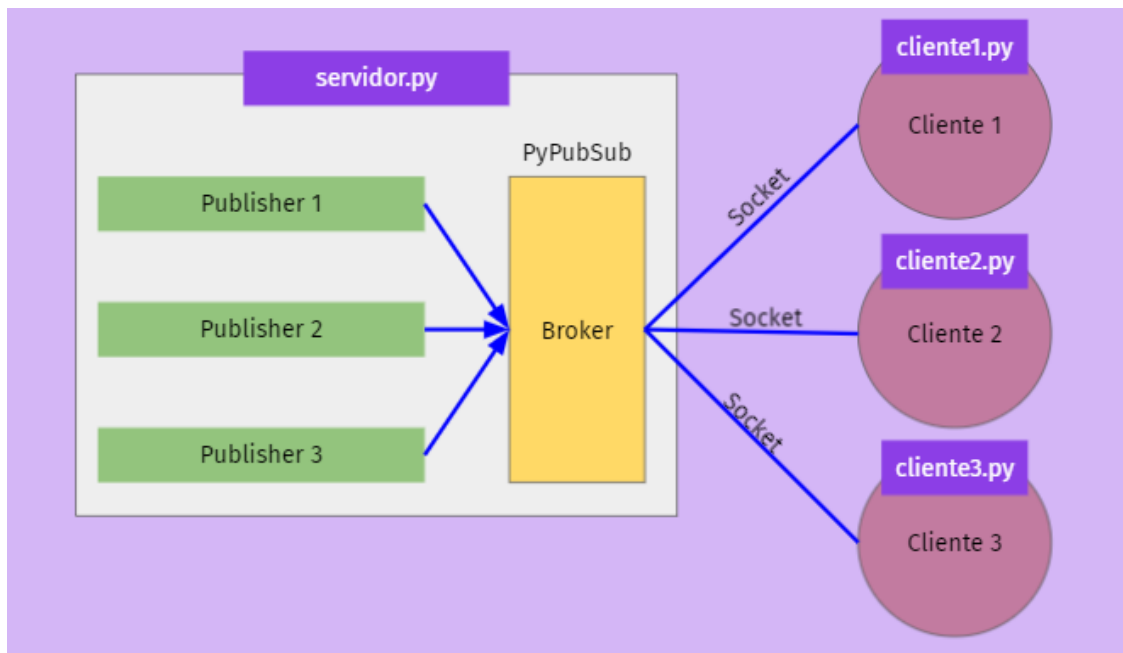 servidor.py
PyPubSub
Publisher 1
Publisher 2
Publisher 3
Broker
Socket
Socket
Socket
cliente1.py
Cliente 1
cliente2.py
Cliente 2
cliente3.py
Cliente 3